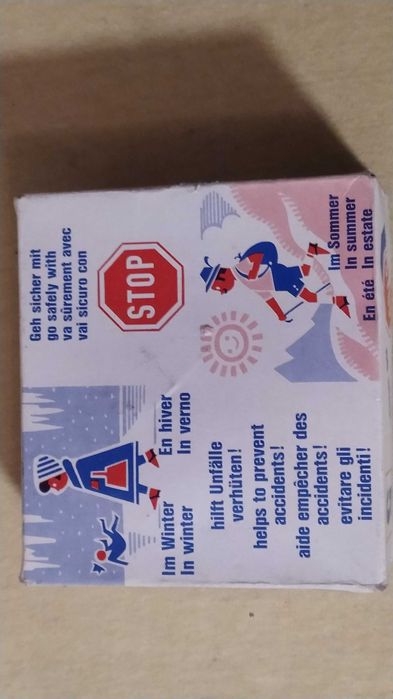 Geh sicher mit
go safely with
va sûrement avec
vai sicuro con
STOP
Im Winter En hiver
In winter In verno
hilft Unfälle
verhüten!
helps to prevent
accidents!
aide empêcher des
accidents!
evitare gli
incidenti!
Im Sommer
In summer
En été In estate